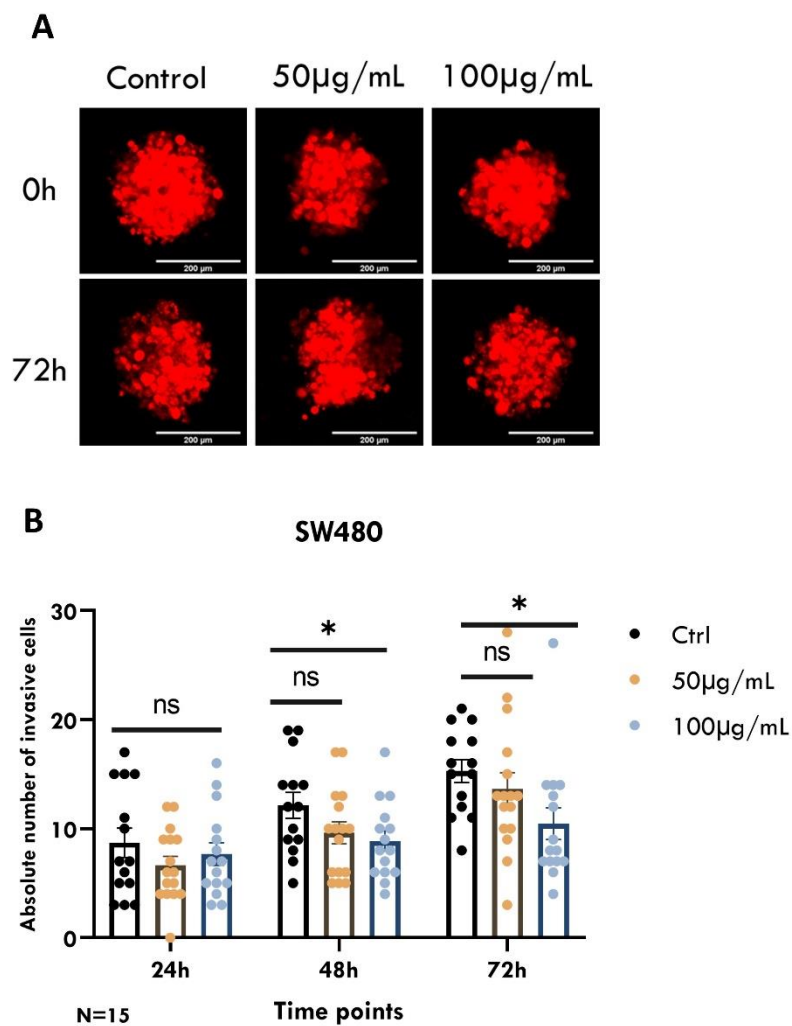 A
Control 50µg/mL 100µg/mL
0h
200 µm 200 µm 200 µm
72h
200 µm 200 µm 200 µm
B
SW480
Absolute number of invasive cells
30
20
10
0
ns
ns
*
ns
*
Ctrl
50µg/mL
100µg/mL
24h 48h 72h
N=15
Time points